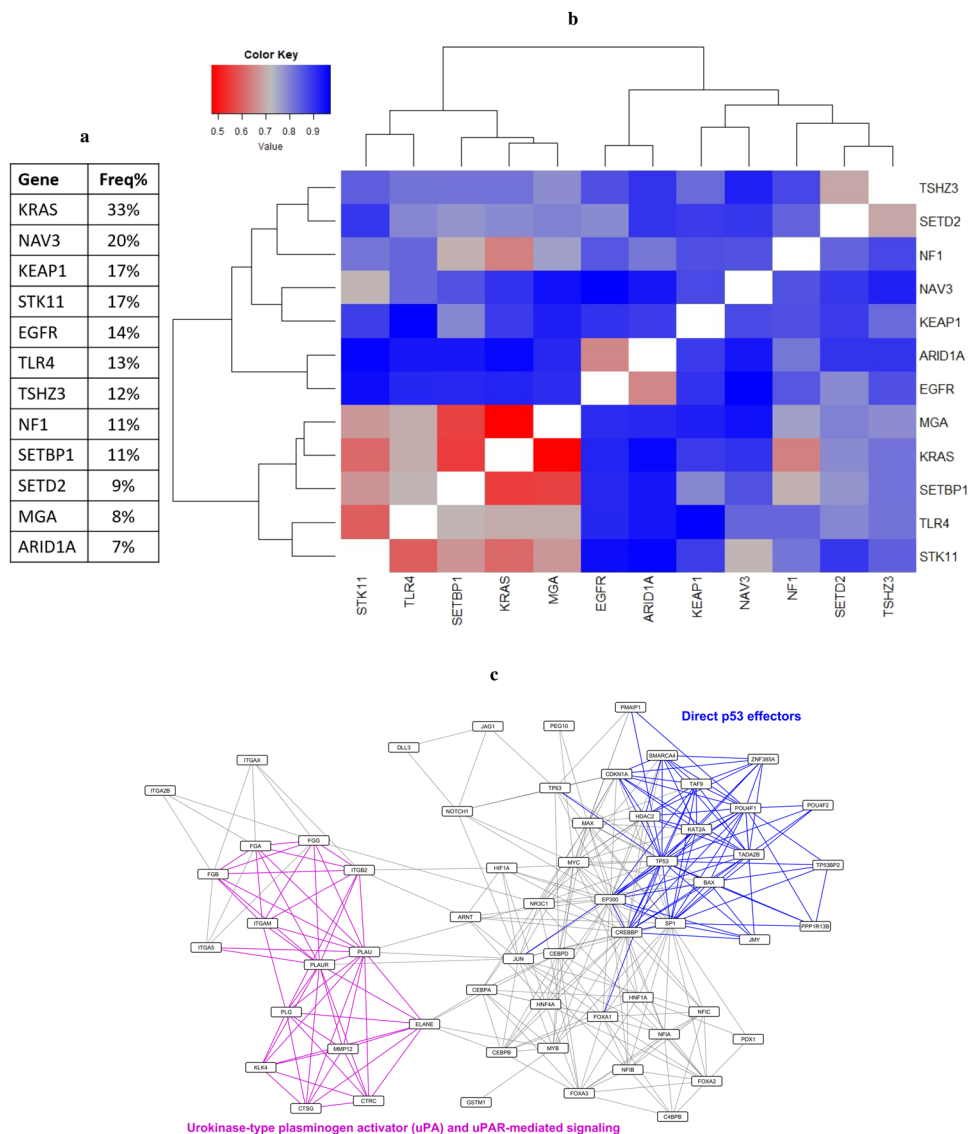 b
Color Key
0.5 0.6 0.7 0.8 0.9
Value
a
Gene Freq%
KRAS 33%
NAV3 20%
KEAP1 17%
STK11 17%
EGFR 14%
TLR4 13%
TSHZ3 12%
NF1 11%
SETBP1 11%
SETD2 9%
MGA 8%
ARID1A 7%
TSHZ3
SETD2
NF1
NAV3
KEAP1
ARID1A
EGFR
MGA
KRAS
SETBP1
TLR4
STK11
STK11 TLR4 SETBP1 KRAS MGA EGFR ARID1A KEAP1 NAV3 NF1 SETD2 TSHZ3
c
Direct p53 effectors
PMAIP1
JAG1
PEG10
DLL3
SMARCA4
ZNF385A
ITGAX
CDKN1A
TAF9
ITGA2B
TP63
NOTCH1
POU4F1
POU4F2
HDAC2
MAX
KAT2A
FGG
FGA
TADA2B
MYC
TP53
TP53BP2
HIF1A
ITGB2
FGB
BAX
EP300
NR3C1
ARNT
ITGAM
SP1
PPP1R13B
CREBBP
JMY
ITGA5
PLAU
CEBPD
JUN
PLAUR
CEBPA
HNF1A
HNF4A
PLG
FOXA1
NFIC
ELANE
NFIA
PDX1
MMP12
CEBPB
MYB
KLK4
NFIB
FOXA2
FOXA3
CTRC
GSTM1
CTSG
C4BPB
Urokinase-type plasminogen activator (uPA) and uPAR-mediated signaling